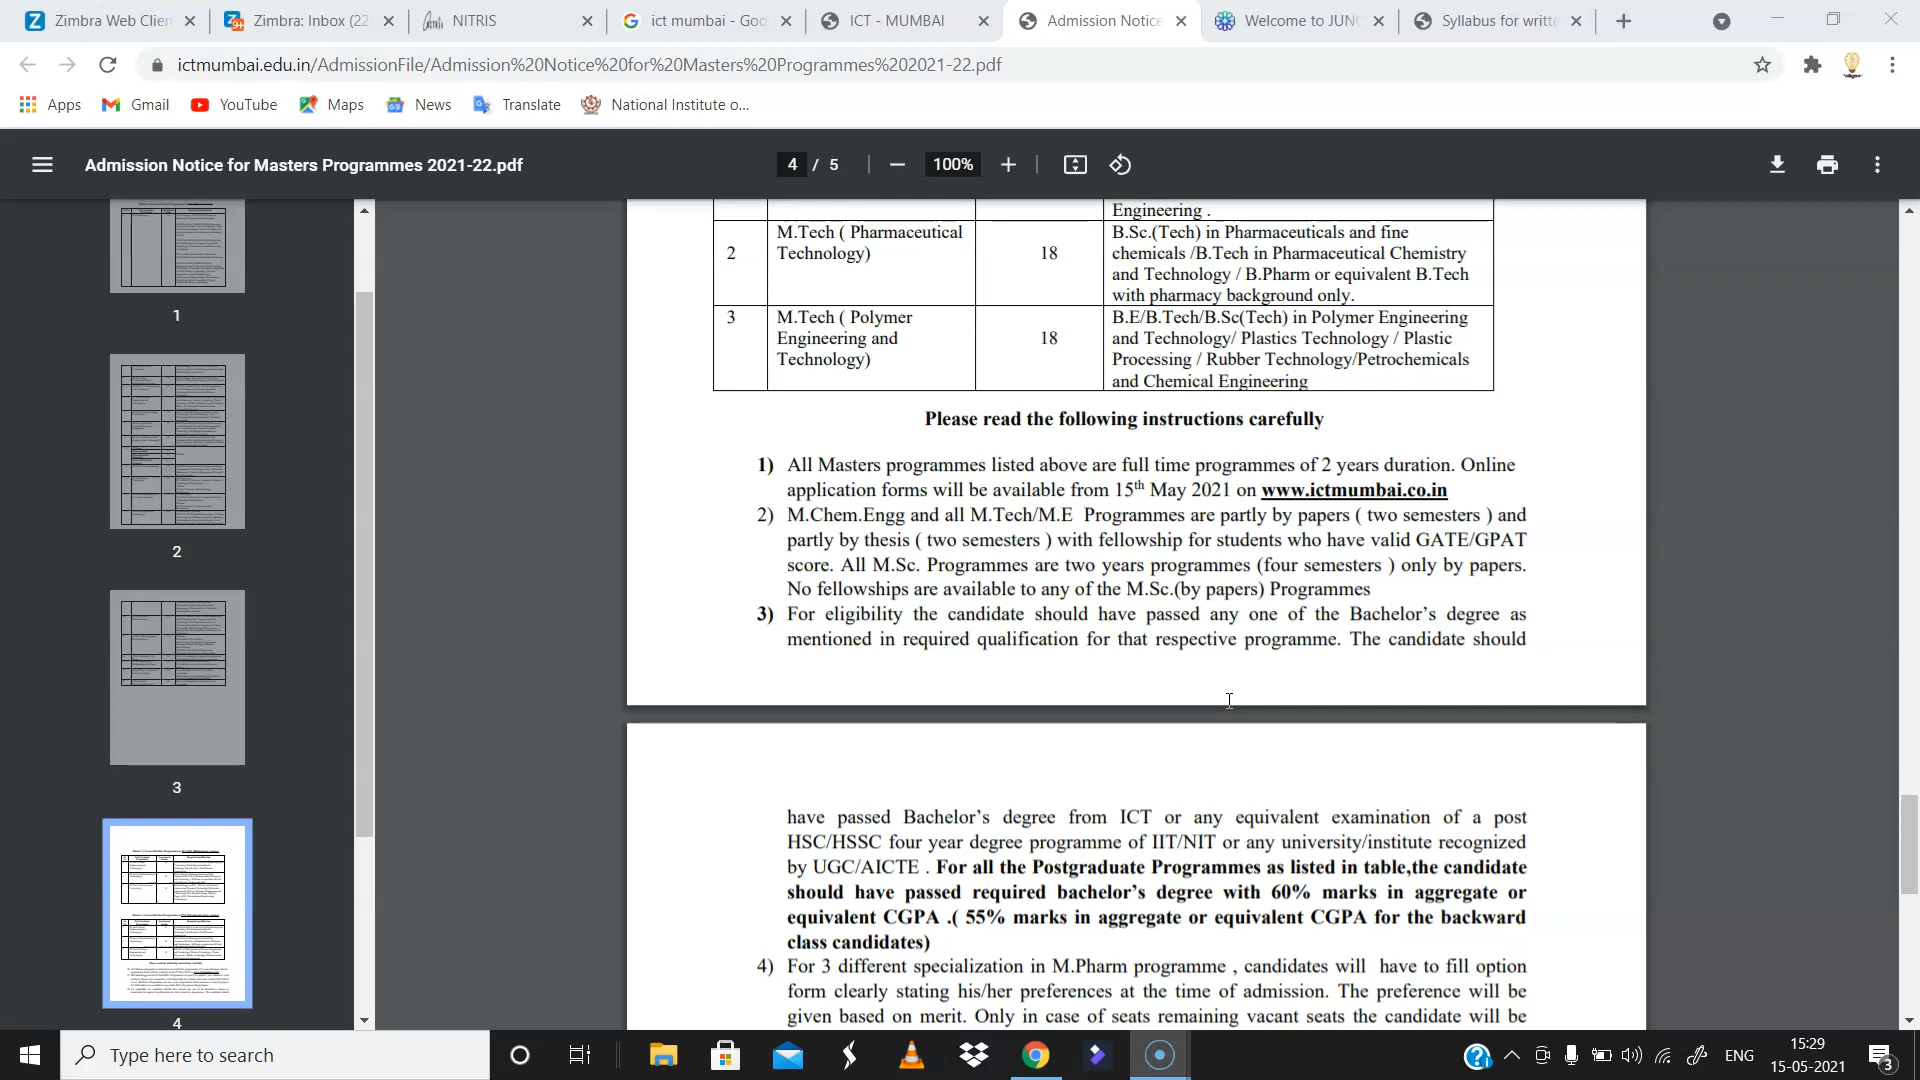 Zimbra Web Clien
Zimbra: Inbox (22
NITRIS
ict mumbai - Goo
ICT - MUMBAI
Admission Notice
Welcome to JUNO
Syllabus for writte
ictmumbai.edu.in/AdmissionFile/Admission%20Notice%20for%20Masters%20Programmes%202021-22.pdf
Apps
Gmail
YouTube
Maps
News
Translate
National Institute o...
Admission Notice for Masters Programmes 2021-22.pdf
4 / 5
100%
1
2
3
4
Engineering .
2
M.Tech ( Pharmaceutical
Technology)
18
B.Sc.(Tech) in Pharmaceuticals and fine
chemicals /B.Tech in Pharmaceutical Chemistry
and Technology / B.Pharm or equivalent B.Tech
with pharmacy background only.
3
M.Tech ( Polymer
Engineering and
Technology)
18
B.E/B.Tech/B.Sc(Tech) in Polymer Engineering
and Technology/ Plastics Technology / Plastic
Processing / Rubber Technology/Petrochemicals
and Chemical Engineering
Please read the following instructions carefully
1) All Masters programmes listed above are full time programmes of 2 years duration. Online
application forms will be available from 15th May 2021 on www.ictmumbai.co.in
2) M.Chem.Engg and all M.Tech/M.E Programmes are partly by papers ( two semesters ) and
partly by thesis ( two semesters ) with fellowship for students who have valid GATE/GPAT
score. All M.Sc. Programmes are two years programmes (four semesters ) only by papers.
No fellowships are available to any of the M.Sc.(by papers) Programmes
3) For eligibility the candidate should have passed any one of the Bachelor's degree as
mentioned in required qualification for that respective programme. The candidate should
have passed Bachelor's degree from ICT or any equivalent examination of a post
HSC/HSSC four year degree programme of IIT/NIT or any university/institute recognized
by UGC/AICTE . For all the Postgraduate Programmes as listed in table,the candidate
should have passed required bachelor's degree with 60% marks in aggregate or
equivalent CGPA .( 55% marks in aggregate or equivalent CGPA for the backward
class candidates)
4) For 3 different specialization in M.Pharm programme , candidates will have to fill option
form clearly stating his/her preferences at the time of admission. The preference will be
given based on merit. Only in case of seats remaining vacant seats the candidate will be
Type here to search
ENG
15:29
15-05-2021
3